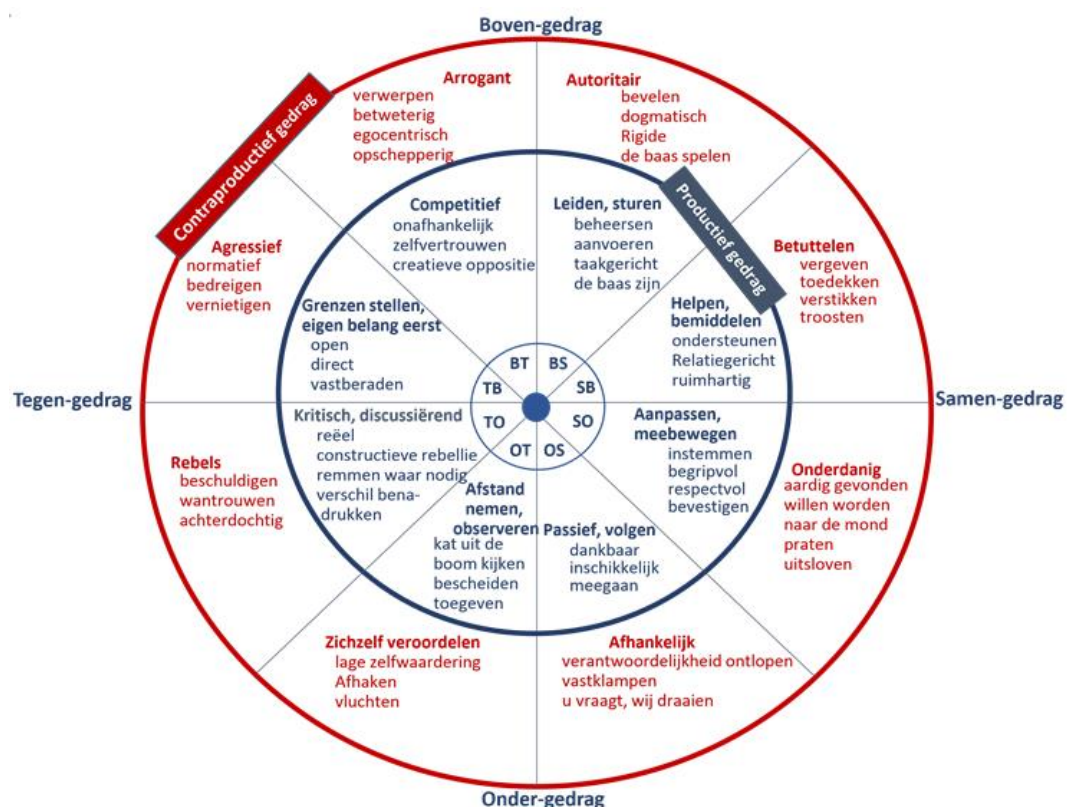 Boven-gedrag
Contraproductief gedrag
Arrogant
verwerpen
betweterig
egocentrisch
opschepperig
Autoritair
bevelen
dogmatisch
Rigide
de baas spelen
Productief gedrag
Competitief
onafhankelijk
zelfvertrouwen
creatieve oppositie
Leiden, sturen
beheersen
aanvoeren
taakgericht
de baas zijn
Agressief
normatief
bedreigen
vernietigen
Betuttelen
vergeven
toedekken
verstikken
troosten
Grenzen stellen,
eigen belang eerst
open
direct
vastberaden
Helpen,
bemiddelen
ondersteunen
Relatiegericht
ruimhartig
BT
BS
TB
SB
TO
SO
OT
OS
Tegen-gedrag
Samen-gedrag
Kritisch, discussiërend
reëel
constructieve rebellie
remmen waar nodig
verschil bena-
drukken
Aanpassen,
meebewegen
instemmen
begripvol
respectvol
bevestigen
Rebels
beschuldigen
wantrouwen
achterdochtig
Onderdanig
aardig gevonden
willen worden
naar de mond
praten
uitsloven
Afstand
nemen,
observeren
kat uit de
boom kijken
bescheiden
toegeven
Passief, volgen
dankbaar
inschikkelijk
meegaan
Zichzelf veroordelen
lage zelfwaardering
Afhaken
vluchten
Afhankelijk
verantwoordelijkheid ontlopen
vastklampen
u vraagt, wij draaien
Onder-gedrag